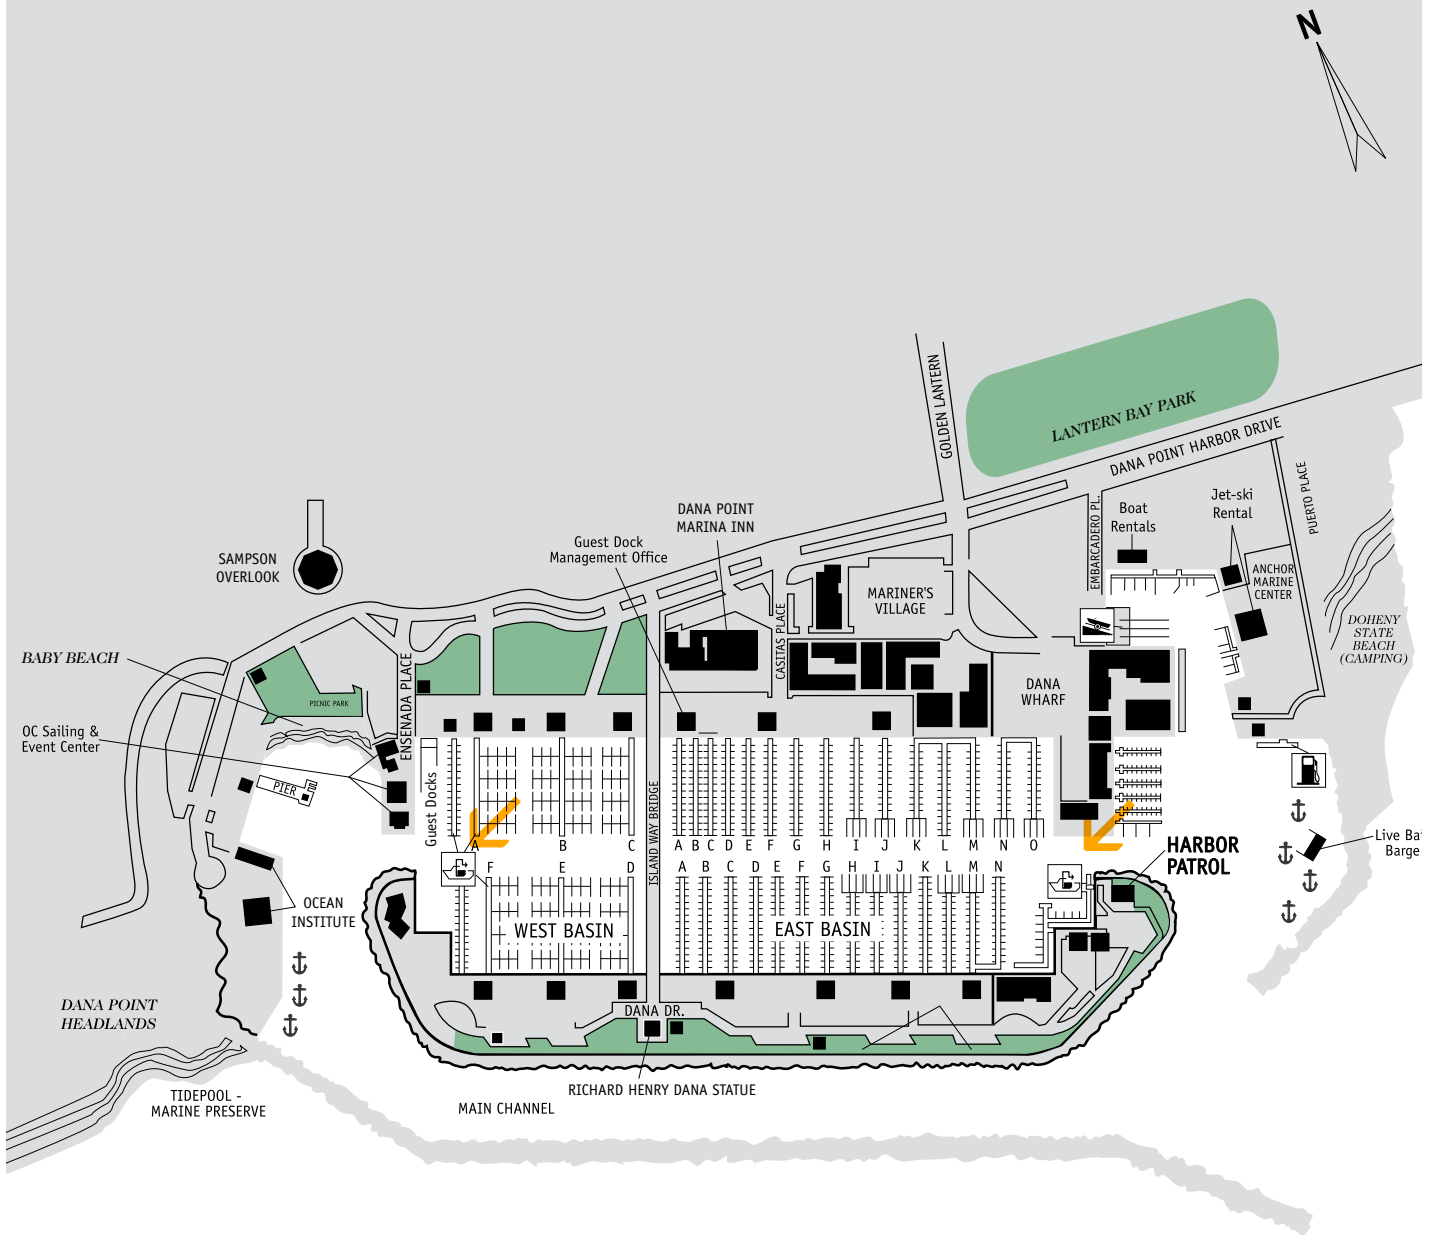 N
GOLDEN LANTERN
LANTERN BAY PARK
DANA POINT HARBOR DRIVE
PUERTO PLACE
EMBARCADERO PL.
Boat
Rentals
Jet-ski
Rental
ANCHOR
MARINE
CENTER
DOHENY
STATE
BEACH
(CAMPING)
DANA POINT
MARINA INN
Guest Dock
Management Office
SAMPSON
OVERLOOK
MARINER'S
VILLAGE
CASITAS PLACE
BABY BEACH
PICNIC PARK
ENSENADA PLACE
DANA
WHARF
OC Sailing &
Event Center
PIER
Guest Docks
ISLAND WAY BRIDGE
A B C
A B C D E F G H I J K L M N O
F E D
A B C D E F G H I J K L M N
HARBOR
PATROL
Live Bai
Barge
OCEAN
INSTITUTE
WEST BASIN
EAST BASIN
DANA POINT
HEADLANDS
DANA DR.
RICHARD HENRY DANA STATUE
TIDEPOOL -
MARINE PRESERVE
MAIN CHANNEL